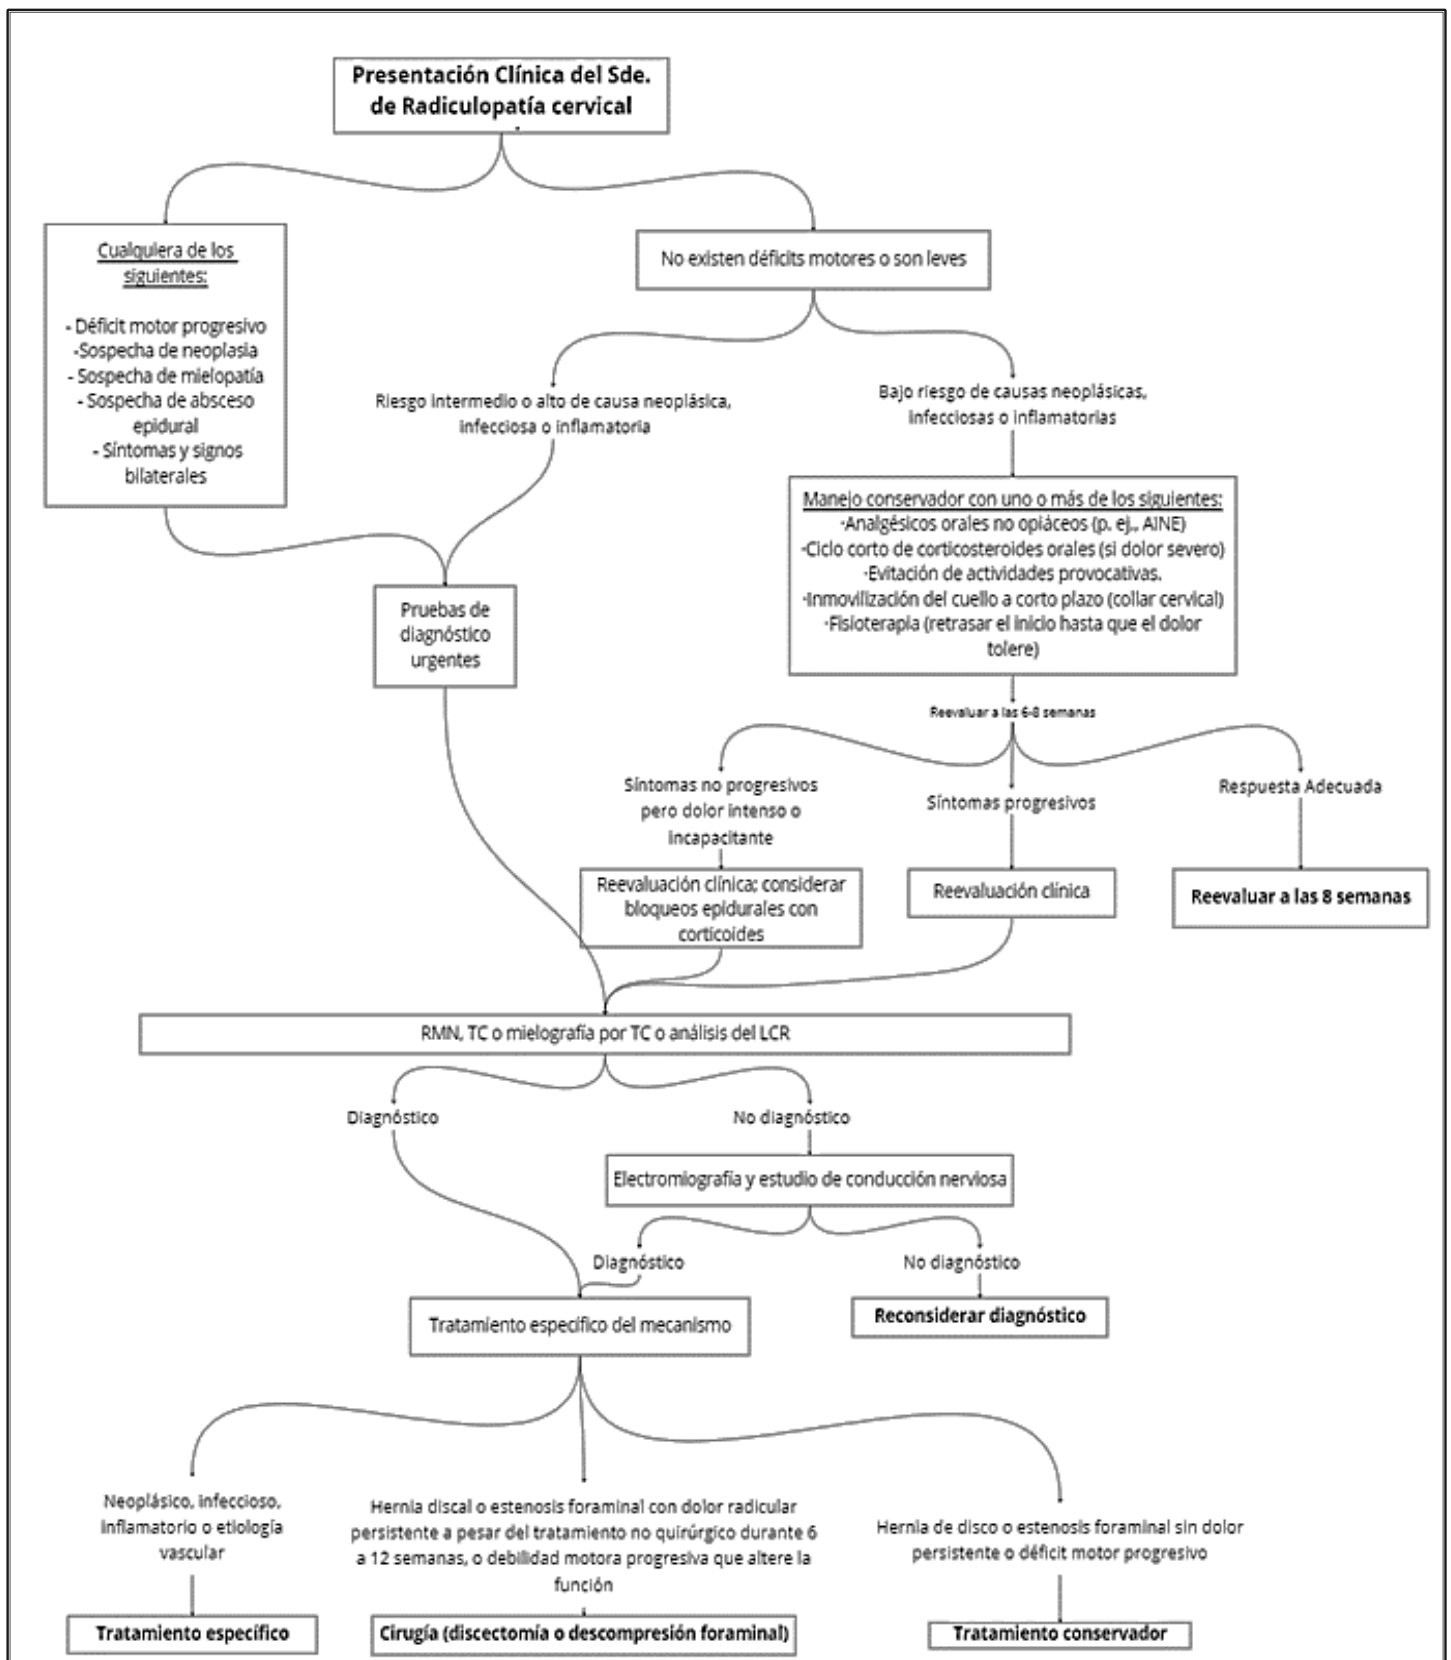 Presentación Clínica del Sde.
de Radiculopatía cervical
Cualquiera de los
siguientes:
- Déficit motor progresivo
-Sospecha de neoplasia
- Sospecha de mielopatía
- Sospecha de absceso
epidural
- Síntomas y signos
bilaterales
No existen déficits motores o son leves
Riesgo intermedio o alto de causa neoplásica,
infecciosa o inflamatoria
Bajo riesgo de causas neoplásicas,
infecciosas o inflamatorias
Manejo conservador con uno o más de los siguientes:
·Analgésicos orales no opiáceos (p. ej., AINE)
·Ciclo corto de corticosteroides orales (si dolor severo)
·Evitación de actividades provocativas.
·Inmovilización del cuello a corto plazo (collar cervical)
·Fisioterapia (retrasar el inicio hasta que el dolor
tolere)
Pruebas de
diagnóstico
urgentes
Reevaluar a las 6-8 semanas
Síntomas no progresivos
pero dolor intenso o
incapacitante
Síntomas progresivos
Respuesta Adecuada
Reevaluación clínica; considerar
bloqueos epidurales con
corticoides
Reevaluación clínica
Reevaluar a las 8 semanas
RMN, TC o mielografía por TC o análisis del LCR
Diagnóstico
No diagnóstico
Electromiografía y estudio de conducción nerviosa
Diagnóstico
No diagnóstico
Tratamiento específico del mecanismo
Reconsiderar diagnóstico
Neoplásico, infeccioso,
inflamatorio o etiología
vascular
Hernia discal o estenosis foraminal con dolor radicular
persistente a pesar del tratamiento no quirúrgico durante 6
a 12 semanas, o debilidad motora progresiva que altere la
función
Hernia de disco o estenosis foraminal sin dolor
persistente o déficit motor progresivo
Tratamiento específico
Cirugía (discectomía o descompresión foraminal)
Tratamiento conservador